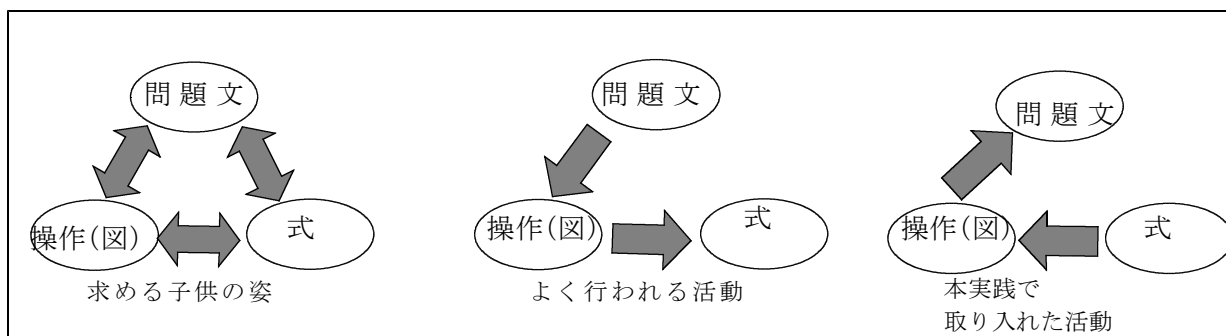 問題文
操作(図)
式
求める子供の姿
問題文
操作(図)
式
よく行われる活動
問題文
操作(図)
式
本実践で
取り入れた活動